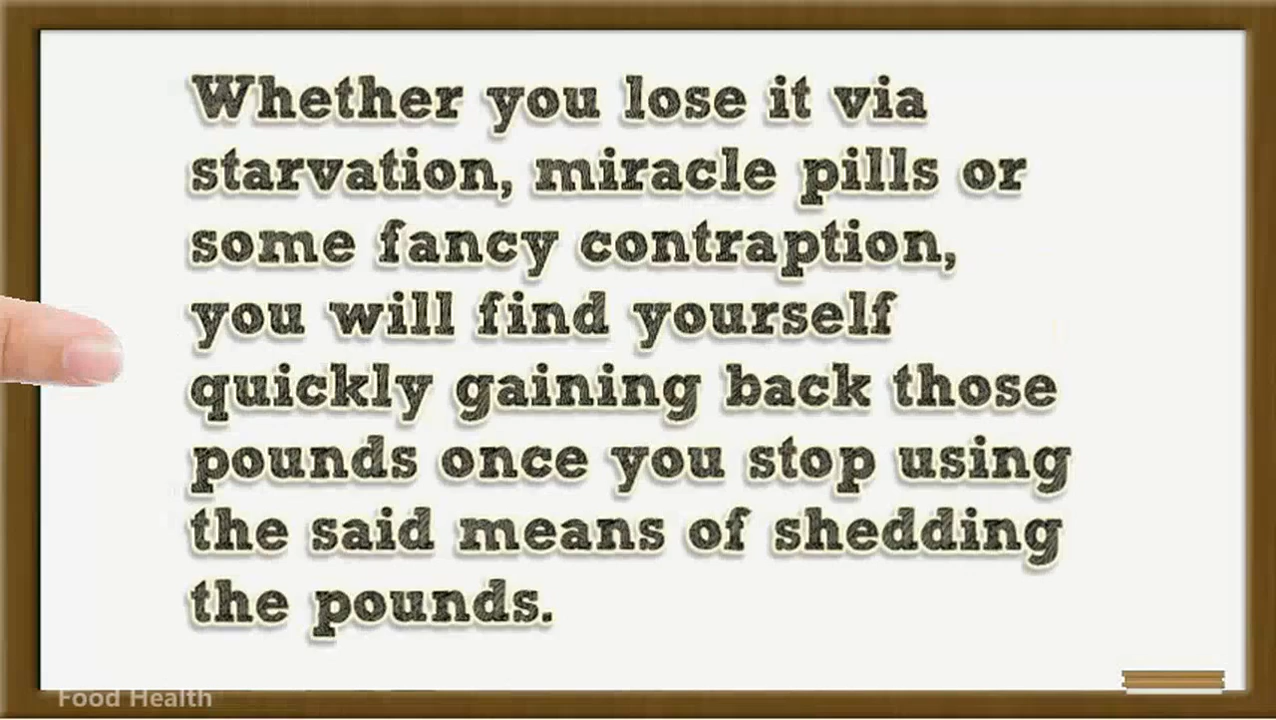 Whether you lose it via
starvation, miracle pills or
some fancy contraption,
you will find yourself
quickly gaining back those
pounds once you stop using
the said means of shedding
the pounds.
Food Health